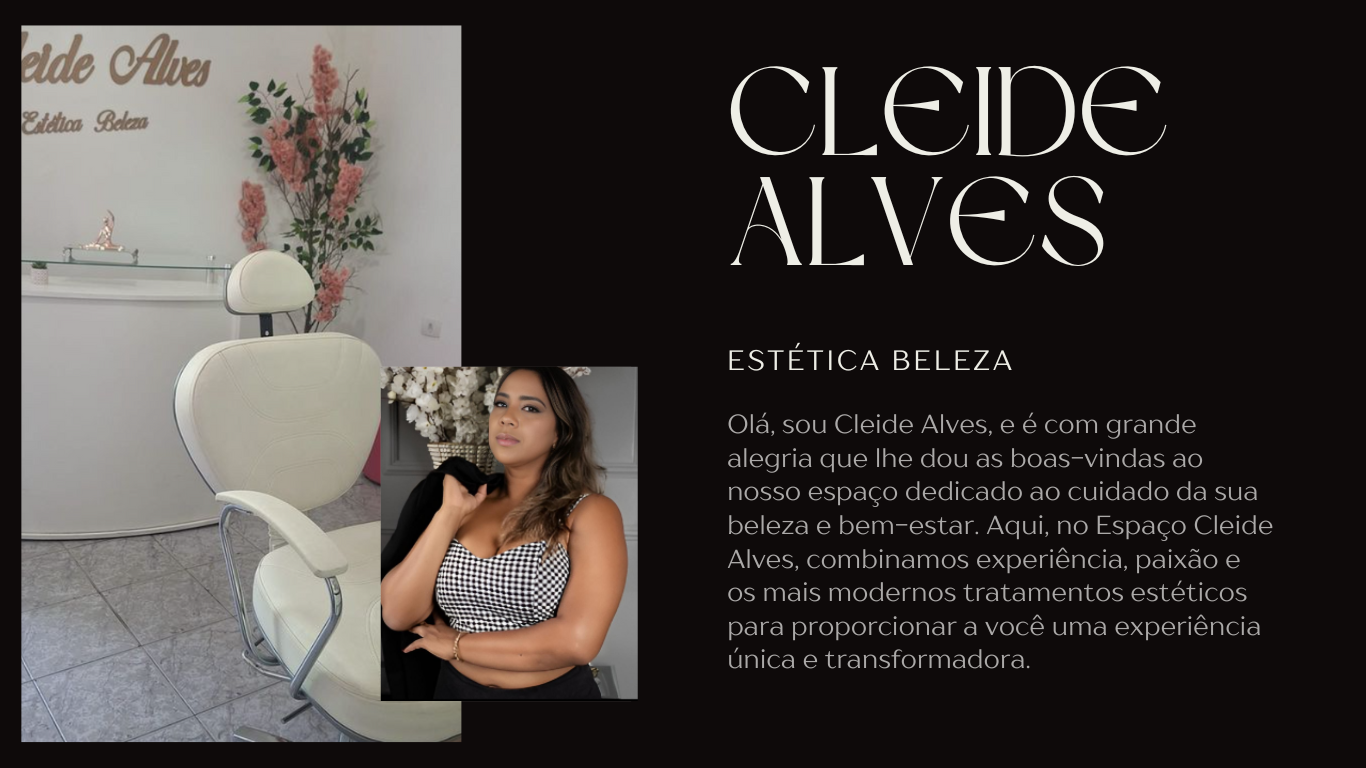 eide Alves
Estética Beleza
CLEIDE
ALVES
ESTÉTICA BELEZA
Olá, sou Cleide Alves, e é com grande
alegria que lhe dou as boas-vindas ao
nosso espaço dedicado ao cuidado da sua
beleza e bem-estar. Aqui, no Espaço Cleide
Alves, combinamos experiência, paixão e
os mais modernos tratamentos estéticos
para proporcionar a você uma experiência
única e transformadora.